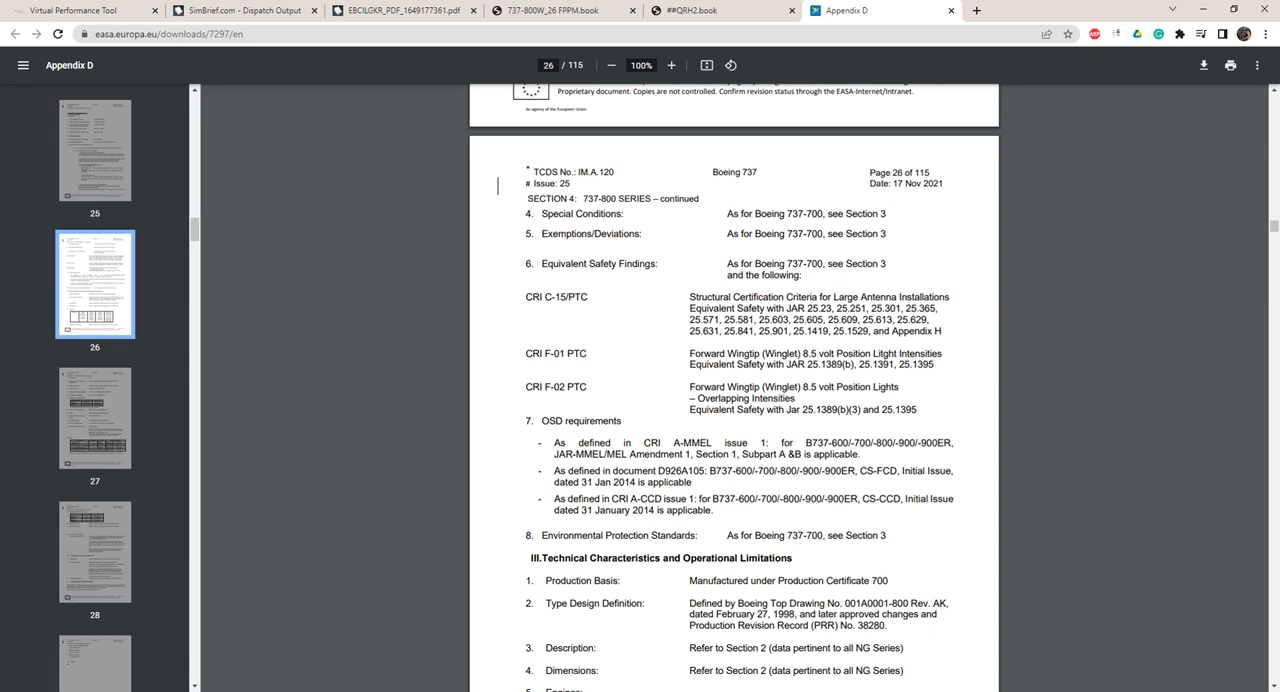 Virtual Performance Tool
SimBrief.com - Dispatch Output
EBCILGKR_PDF_1649177361.pdf
737-800W_26 FPPM.book
##QRH2.book
Appendix D
easa.europa.eu/downloads/7297/en
Appendix D
26 / 115
100%
25
26
27
28
Proprietary document. Copies are not controlled. Confirm revision status through the EASA-Internet/Intranet.
An agency of the European Union
* TCDS No.: IM.A.120 Boeing 737 Page 26 of 115
# Issue: 25 Date: 17 Nov 2021
SECTION 4: 737-800 SERIES – continued
4. Special Conditions: As for Boeing 737-700, see Section 3
5. Exemptions/Deviations: As for Boeing 737-700, see Section 3
6. Equivalent Safety Findings: As for Boeing 737-700, see Section 3
and the following:
CRI C-15/PTC Structural Certification Criteria for Large Antenna Installations
Equivalent Safety with JAR 25.23, 25.251, 25.301, 25.365,
25.571, 25.581, 25.603, 25.605, 25.609, 25.613, 25.629,
25.631, 25.841, 25.901, 25.1419, 25.1529, and Appendix H
CRI F-01 PTC Forward Wingtip (Winglet) 8.5 volt Position Litght Intensities
Equivalent Safety with JAR 25.1389(b), 25.1391, 25.1395
CRI F-02 PTC Forward Wingtip (Winglet) 8.5 volt Position Lights
– Overlapping Intensities
Equivalent Safety with Jar 25.1389(b)(3) and 25.1395
7. OSD requirements
- As defined in CRI A-MMEL issue 1: for B737-600/-700/-800/-900/-900ER,
JAR-MMEL/MEL Amendment 1, Section 1, Subpart A &B is applicable.
- As defined in document D926A105: B737-600/-700/-800/-900/-900ER, CS-FCD, Initial Issue,
dated 31 Jan 2014 is applicable
- As defined in CRI A-CCD issue 1: for B737-600/-700/-800/-900/-900ER, CS-CCD, Initial Issue
dated 31 January 2014 is applicable.
8. Environmental Protection Standards: As for Boeing 737-700, see Section 3
III.Technical Characteristics and Operational Limitations
1. Production Basis: Manufactured under Production Certificate 700
2. Type Design Definition: Defined by Boeing Top Drawing No. 001A0001-800 Rev. AK,
dated February 27, 1998, and later approved changes and
Production Revision Record (PRR) No. 38280.
3. Description: Refer to Section 2 (data pertinent to all NG Series)
4. Dimensions: Refer to Section 2 (data pertinent to all NG Series)